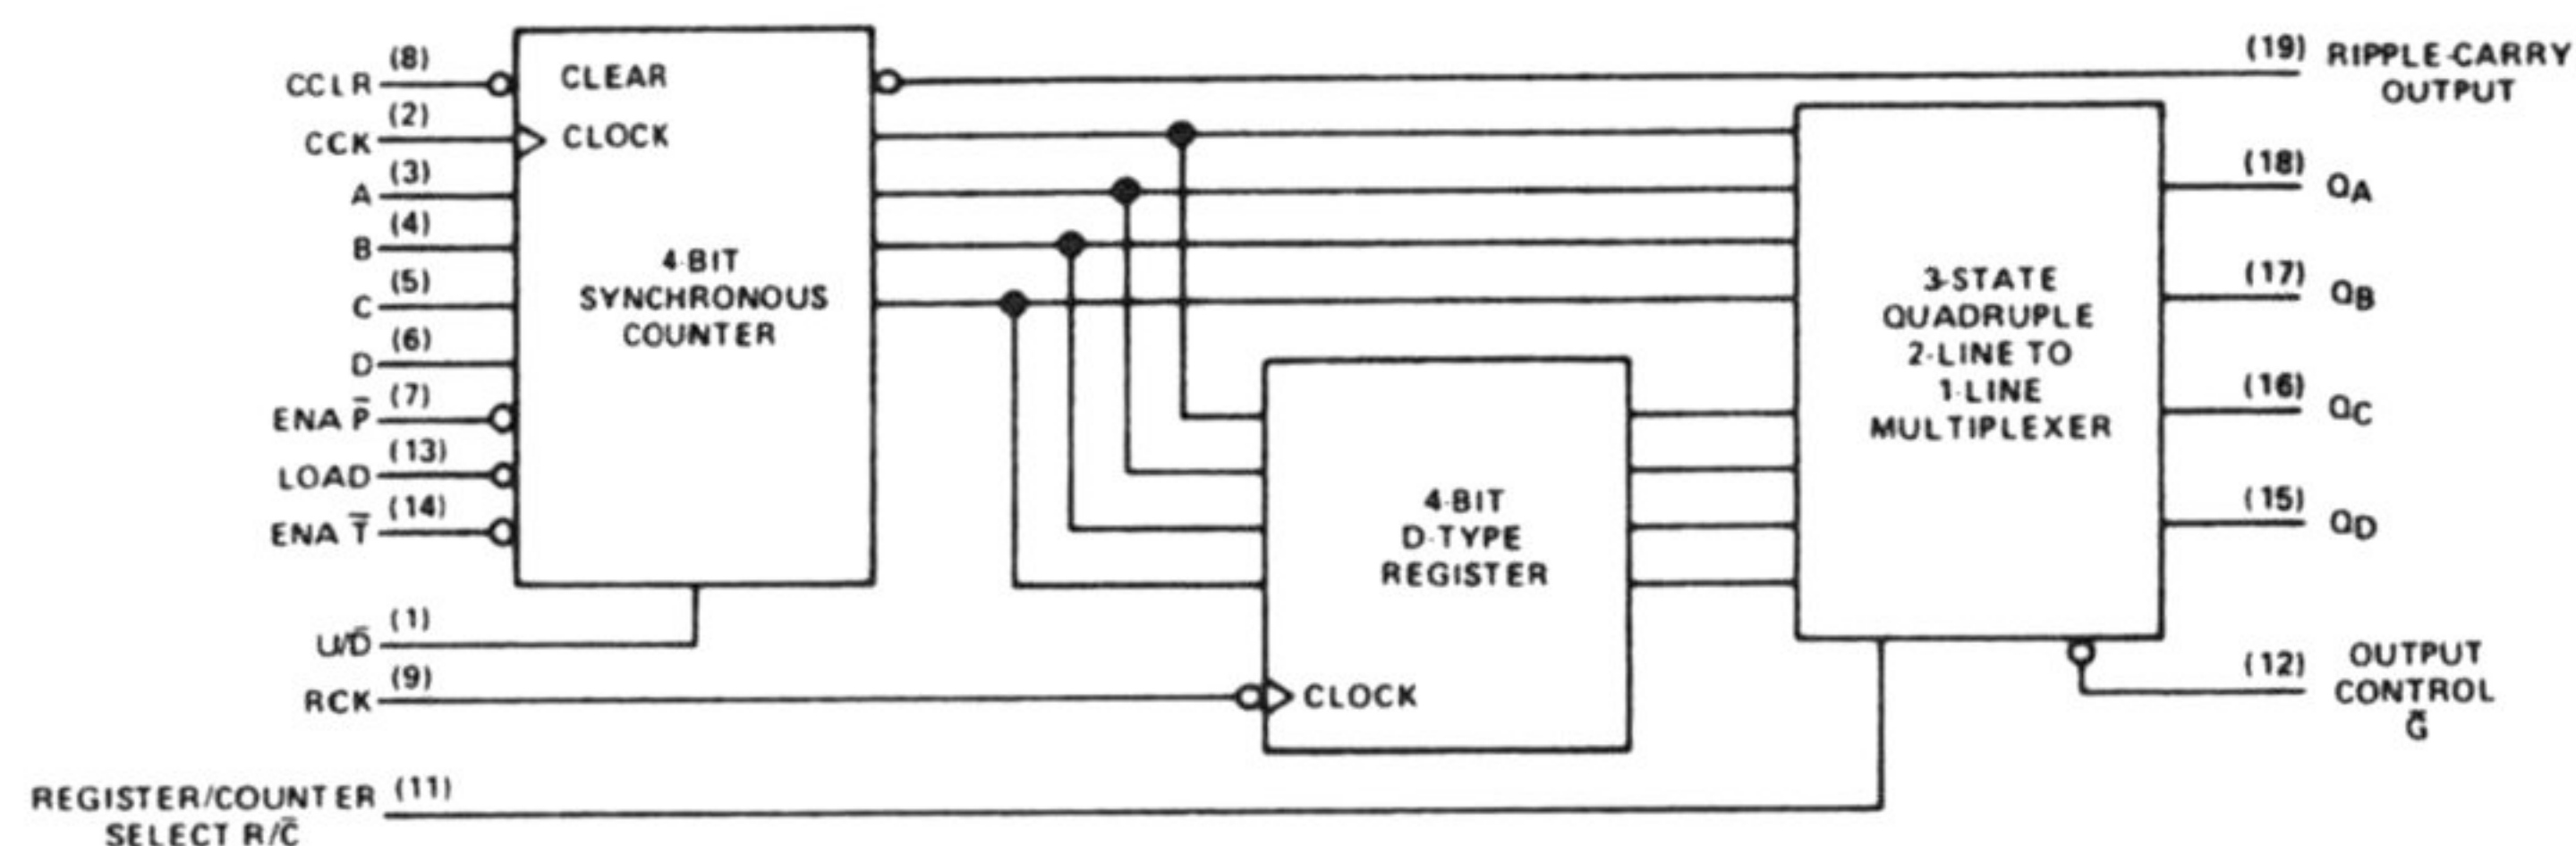 (8)
CCLR
CLEAR
(2)
CCK
CLOCK
(3)
A
(4)
B
(5)
C
(6)
D
(7)
ENA P̅
(13)
LOAD
(14)
ENA T̅
4-BIT
SYNCHRONOUS
COUNTER
(1)
U/D̅
(9)
RCK
(11)
REGISTER/COUNTER
SELECT R/C̅
4-BIT
D-TYPE
REGISTER
CLOCK
3-STATE
QUADRUPLE
2-LINE TO
1-LINE
MULTIPLEXER
(19)
RIPPLE-CARRY
OUTPUT
(18)
QA
(17)
QB
(16)
QC
(15)
QD
(12)
OUTPUT
CONTROL
G̅